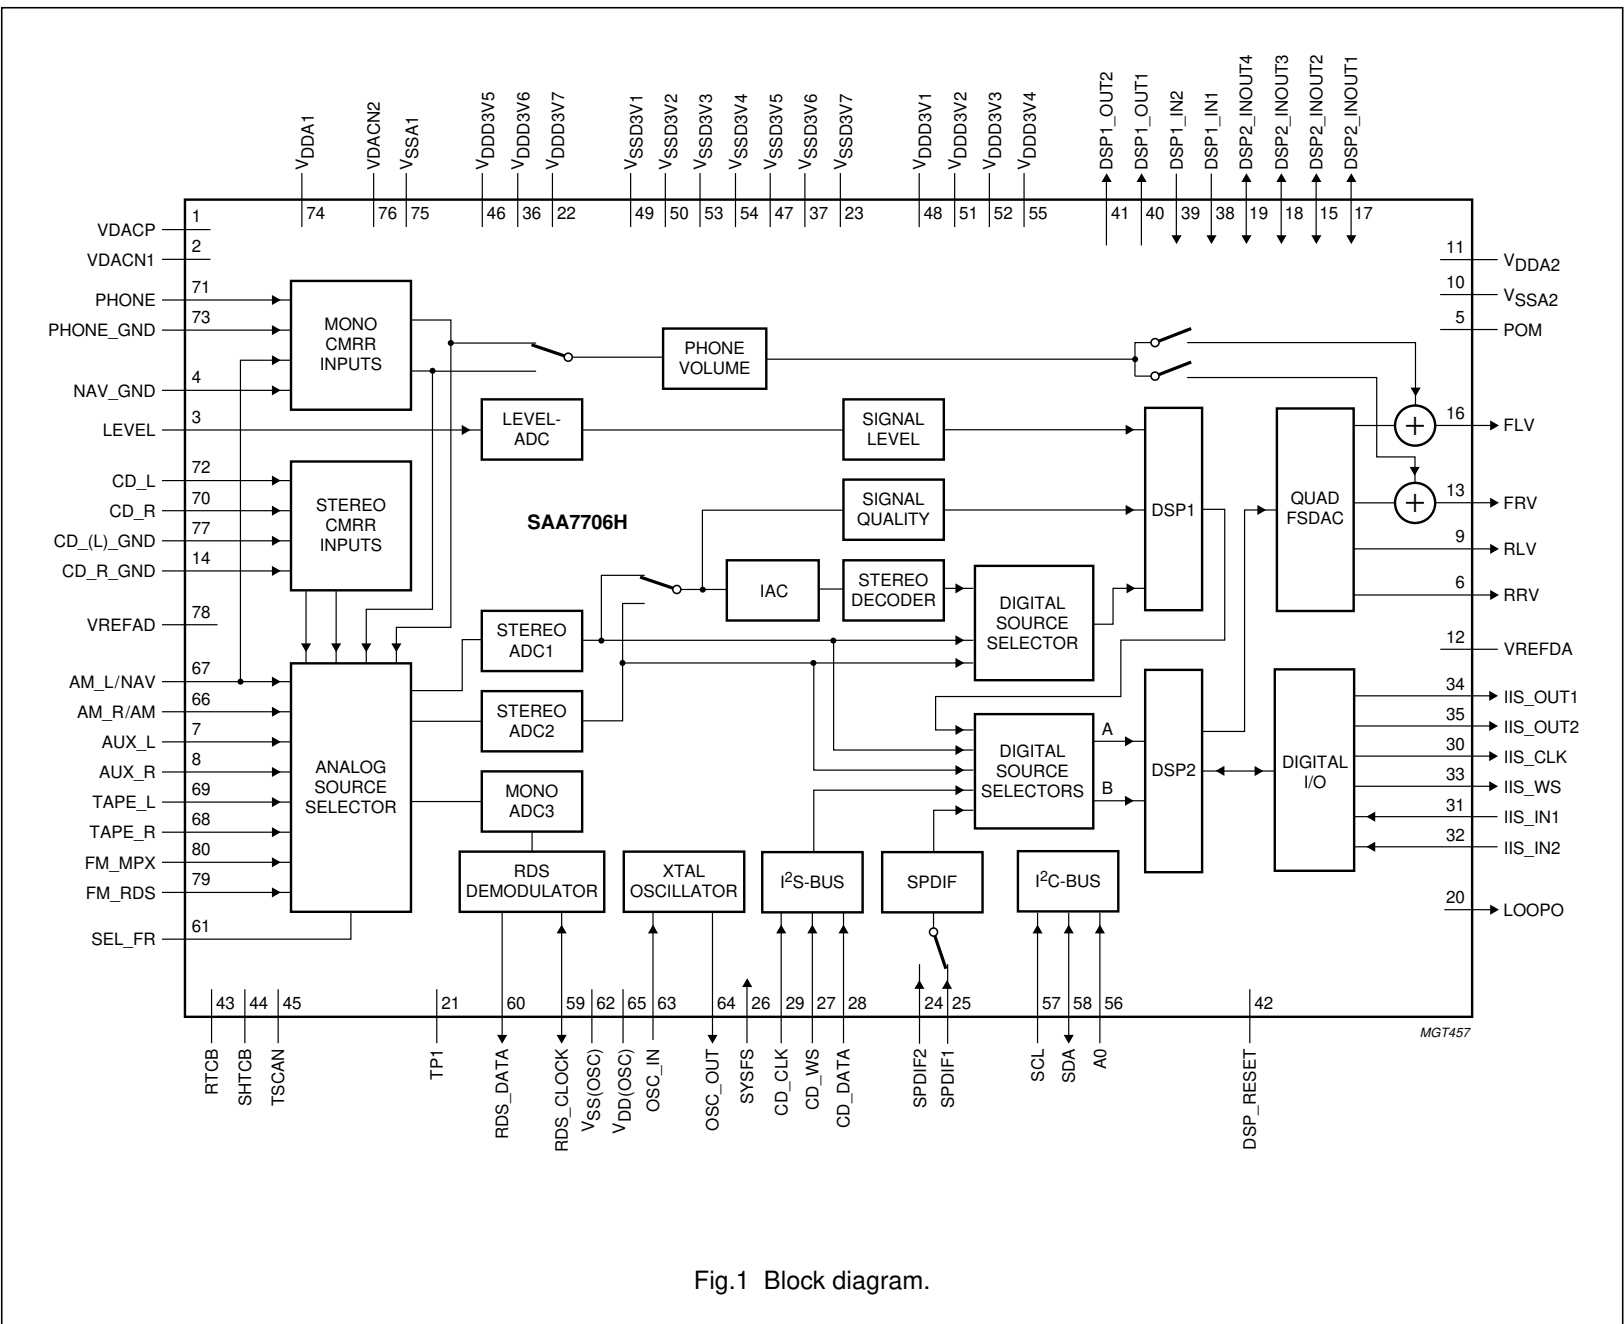 VDDA1
VDACN2
VSSA1
VDDD3V5
VDDD3V6
VDDD3V7
VSSD3V1
VSSD3V2
VSSD3V3
VSSD3V4
VSSD3V5
VSSD3V6
VSSD3V7
VDDD3V1
VDDD3V2
VDDD3V3
VDDD3V4
DSP1_OUT2
DSP1_OUT1
DSP1_IN2
DSP1_IN1
DSP2_INOUT4
DSP2_INOUT3
DSP2_INOUT2
DSP2_INOUT1
74 76 75 46 36 22 49 50 53 54 47 37 23 48 51 52 55 41 40 39 38 19 18 15 17
VDACP 1
VDACN1 2
PHONE 71
PHONE_GND 73
NAV_GND 4
LEVEL 3
CD_L 72
CD_R 70
CD_(L)_GND 77
CD_R_GND 14
VREFAD 78
AM_L/NAV 67
AM_R/AM 66
AUX_L 7
AUX_R 8
TAPE_L 69
TAPE_R 68
FM_MPX 80
FM_RDS 79
SEL_FR 61
MONO
CMRR
INPUTS
STEREO
CMRR
INPUTS
ANALOG
SOURCE
SELECTOR
PHONE
VOLUME
LEVEL-
ADC
SIGNAL
LEVEL
SIGNAL
QUALITY
SAA7706H
IAC
STEREO
DECODER
STEREO
ADC1
STEREO
ADC2
MONO
ADC3
RDS
DEMODULATOR
XTAL
OSCILLATOR
I2S-BUS
SPDIF
I2C-BUS
DIGITAL
SOURCE
SELECTOR
DIGITAL
SOURCE
SELECTORS
A
B
DSP1
DSP2
QUAD
FSDAC
DIGITAL
I/O
+
+
11 VDDA2
10 VSSA2
5 POM
16 FLV
13 FRV
9 RLV
6 RRV
12 VREFDA
34 IIS_OUT1
35 IIS_OUT2
30 IIS_CLK
33 IIS_WS
31 IIS_IN1
32 IIS_IN2
20 LOOPO
43 44 45 21 60 59 62 65 63 64 26 29 27 28 24 25 57 58 56 42
RTCB
SHTCB
TSCAN
TP1
RDS_DATA
RDS_CLOCK
VSS(OSC)
VDD(OSC)
OSC_IN
OSC_OUT
SYSFS
CD_CLK
CD_WS
CD_DATA
SPDIF2
SPDIF1
SCL
SDA
A0
DSP_RESET
MGT457
Fig.1 Block diagram.